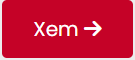 Xem →